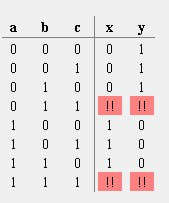 a b c x y
0 0 0 0 1
0 0 1 0 1
0 1 0 0 1
0 1 1 !! !!
1 0 0 1 0
1 0 1 1 0
1 1 0 1 0
1 1 1 !! !!